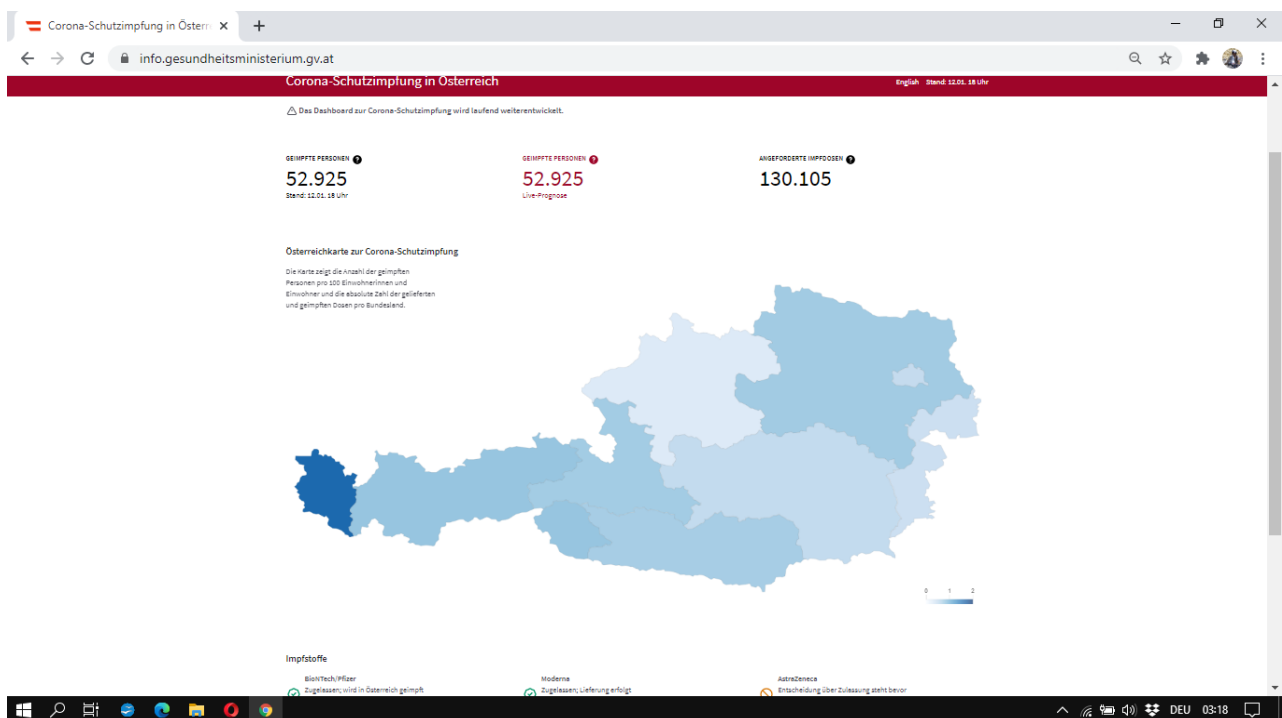 Corona-Schutzimpfung in Österr
info.gesundheitsministerium.gv.at
Corona-Schutzimpfung in Österreich
English Stand: 12.01. 18 Uhr
Das Dashboard zur Corona-Schutzimpfung wird laufend weiterentwickelt.
GEIMPFTE PERSONEN ?
52.925
Stand: 12.01. 18 Uhr
GEIMPFTE PERSONEN ?
52.925
Live-Prognose
ANGEFORDERTE IMPFDOSEN ?
130.105
Österreichkarte zur Corona-Schutzimpfung
Die Karte zeigt die Anzahl der geimpften
Personen pro 100 Einwohnerinnen und
Einwohner und die absolute Zahl der gelieferten
und geimpften Dosen pro Bundesland.
0 1 2
Impfstoffe
BioNTech/Pfizer
Zugelassen; wird in Österreich geimpft
Moderna
Zugelassen; Lieferung erfolgt
AstraZeneca
Entscheidung über Zulassung steht bevor
DEU 03:18